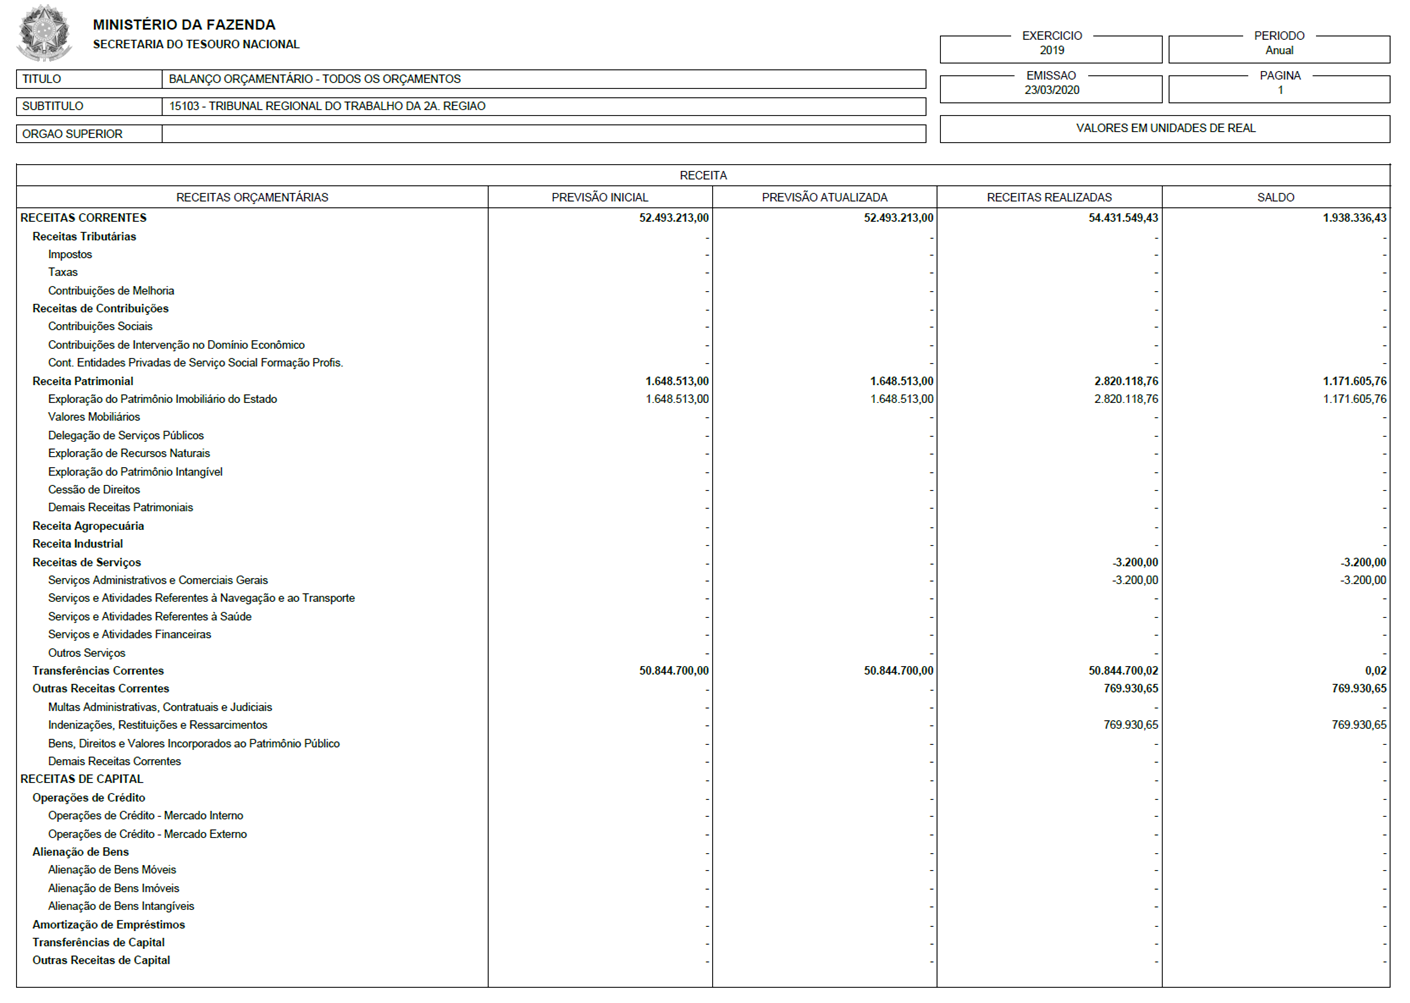 MINISTÉRIO DA FAZENDA
SECRETARIA DO TESOURO NACIONAL
EXERCICIO
2019
PERIODO
Anual
TITULO BALANÇO ORÇAMENTÁRIO - TODOS OS ORÇAMENTOS
EMISSAO
23/03/2020
PAGINA
1
SUBTITULO 15103 - TRIBUNAL REGIONAL DO TRABALHO DA 2A. REGIAO
ORGAO SUPERIOR
VALORES EM UNIDADES DE REAL
RECEITA
RECEITAS ORÇAMENTÁRIAS PREVISÃO INICIAL PREVISÃO ATUALIZADA RECEITAS REALIZADAS SALDO
RECEITAS CORRENTES 52.493.213,00 52.493.213,00 54.431.549,43 1.938.336,43
Receitas Tributárias - - - -
Impostos - - - -
Taxas - - - -
Contribuições de Melhoria - - - -
Receitas de Contribuições - - - -
Contribuições Sociais - - - -
Contribuições de Intervenção no Domínio Econômico - - - -
Cont. Entidades Privadas de Serviço Social Formação Profis. - - - -
Receita Patrimonial 1.648.513,00 1.648.513,00 2.820.118,76 1.171.605,76
Exploração do Patrimônio Imobiliário do Estado 1.648.513,00 1.648.513,00 2.820.118,76 1.171.605,76
Valores Mobiliários - - - -
Delegação de Serviços Públicos - - - -
Exploração de Recursos Naturais - - - -
Exploração do Patrimônio Intangível - - - -
Cessão de Direitos - - - -
Demais Receitas Patrimoniais - - - -
Receita Agropecuária - - - -
Receita Industrial - - - -
Receitas de Serviços - - -3.200,00 -3.200,00
Serviços Administrativos e Comerciais Gerais - - -3.200,00 -3.200,00
Serviços e Atividades Referentes à Navegação e ao Transporte - - - -
Serviços e Atividades Referentes à Saúde - - - -
Serviços e Atividades Financeiras - - - -
Outros Serviços - - - -
Transferências Correntes 50.844.700,00 50.844.700,00 50.844.700,02 0,02
Outras Receitas Correntes - - 769.930,65 769.930,65
Multas Administrativas, Contratuais e Judiciais - - - -
Indenizações, Restituições e Ressarcimentos - - 769.930,65 769.930,65
Bens, Direitos e Valores Incorporados ao Patrimônio Público - - - -
Demais Receitas Correntes - - - -
RECEITAS DE CAPITAL - - - -
Operações de Crédito - - - -
Operações de Crédito - Mercado Interno - - - -
Operações de Crédito - Mercado Externo - - - -
Alienação de Bens - - - -
Alienação de Bens Móveis - - - -
Alienação de Bens Imóveis - - - -
Alienação de Bens Intangíveis - - - -
Amortização de Empréstimos - - - -
Transferências de Capital - - - -
Outras Receitas de Capital - - - -